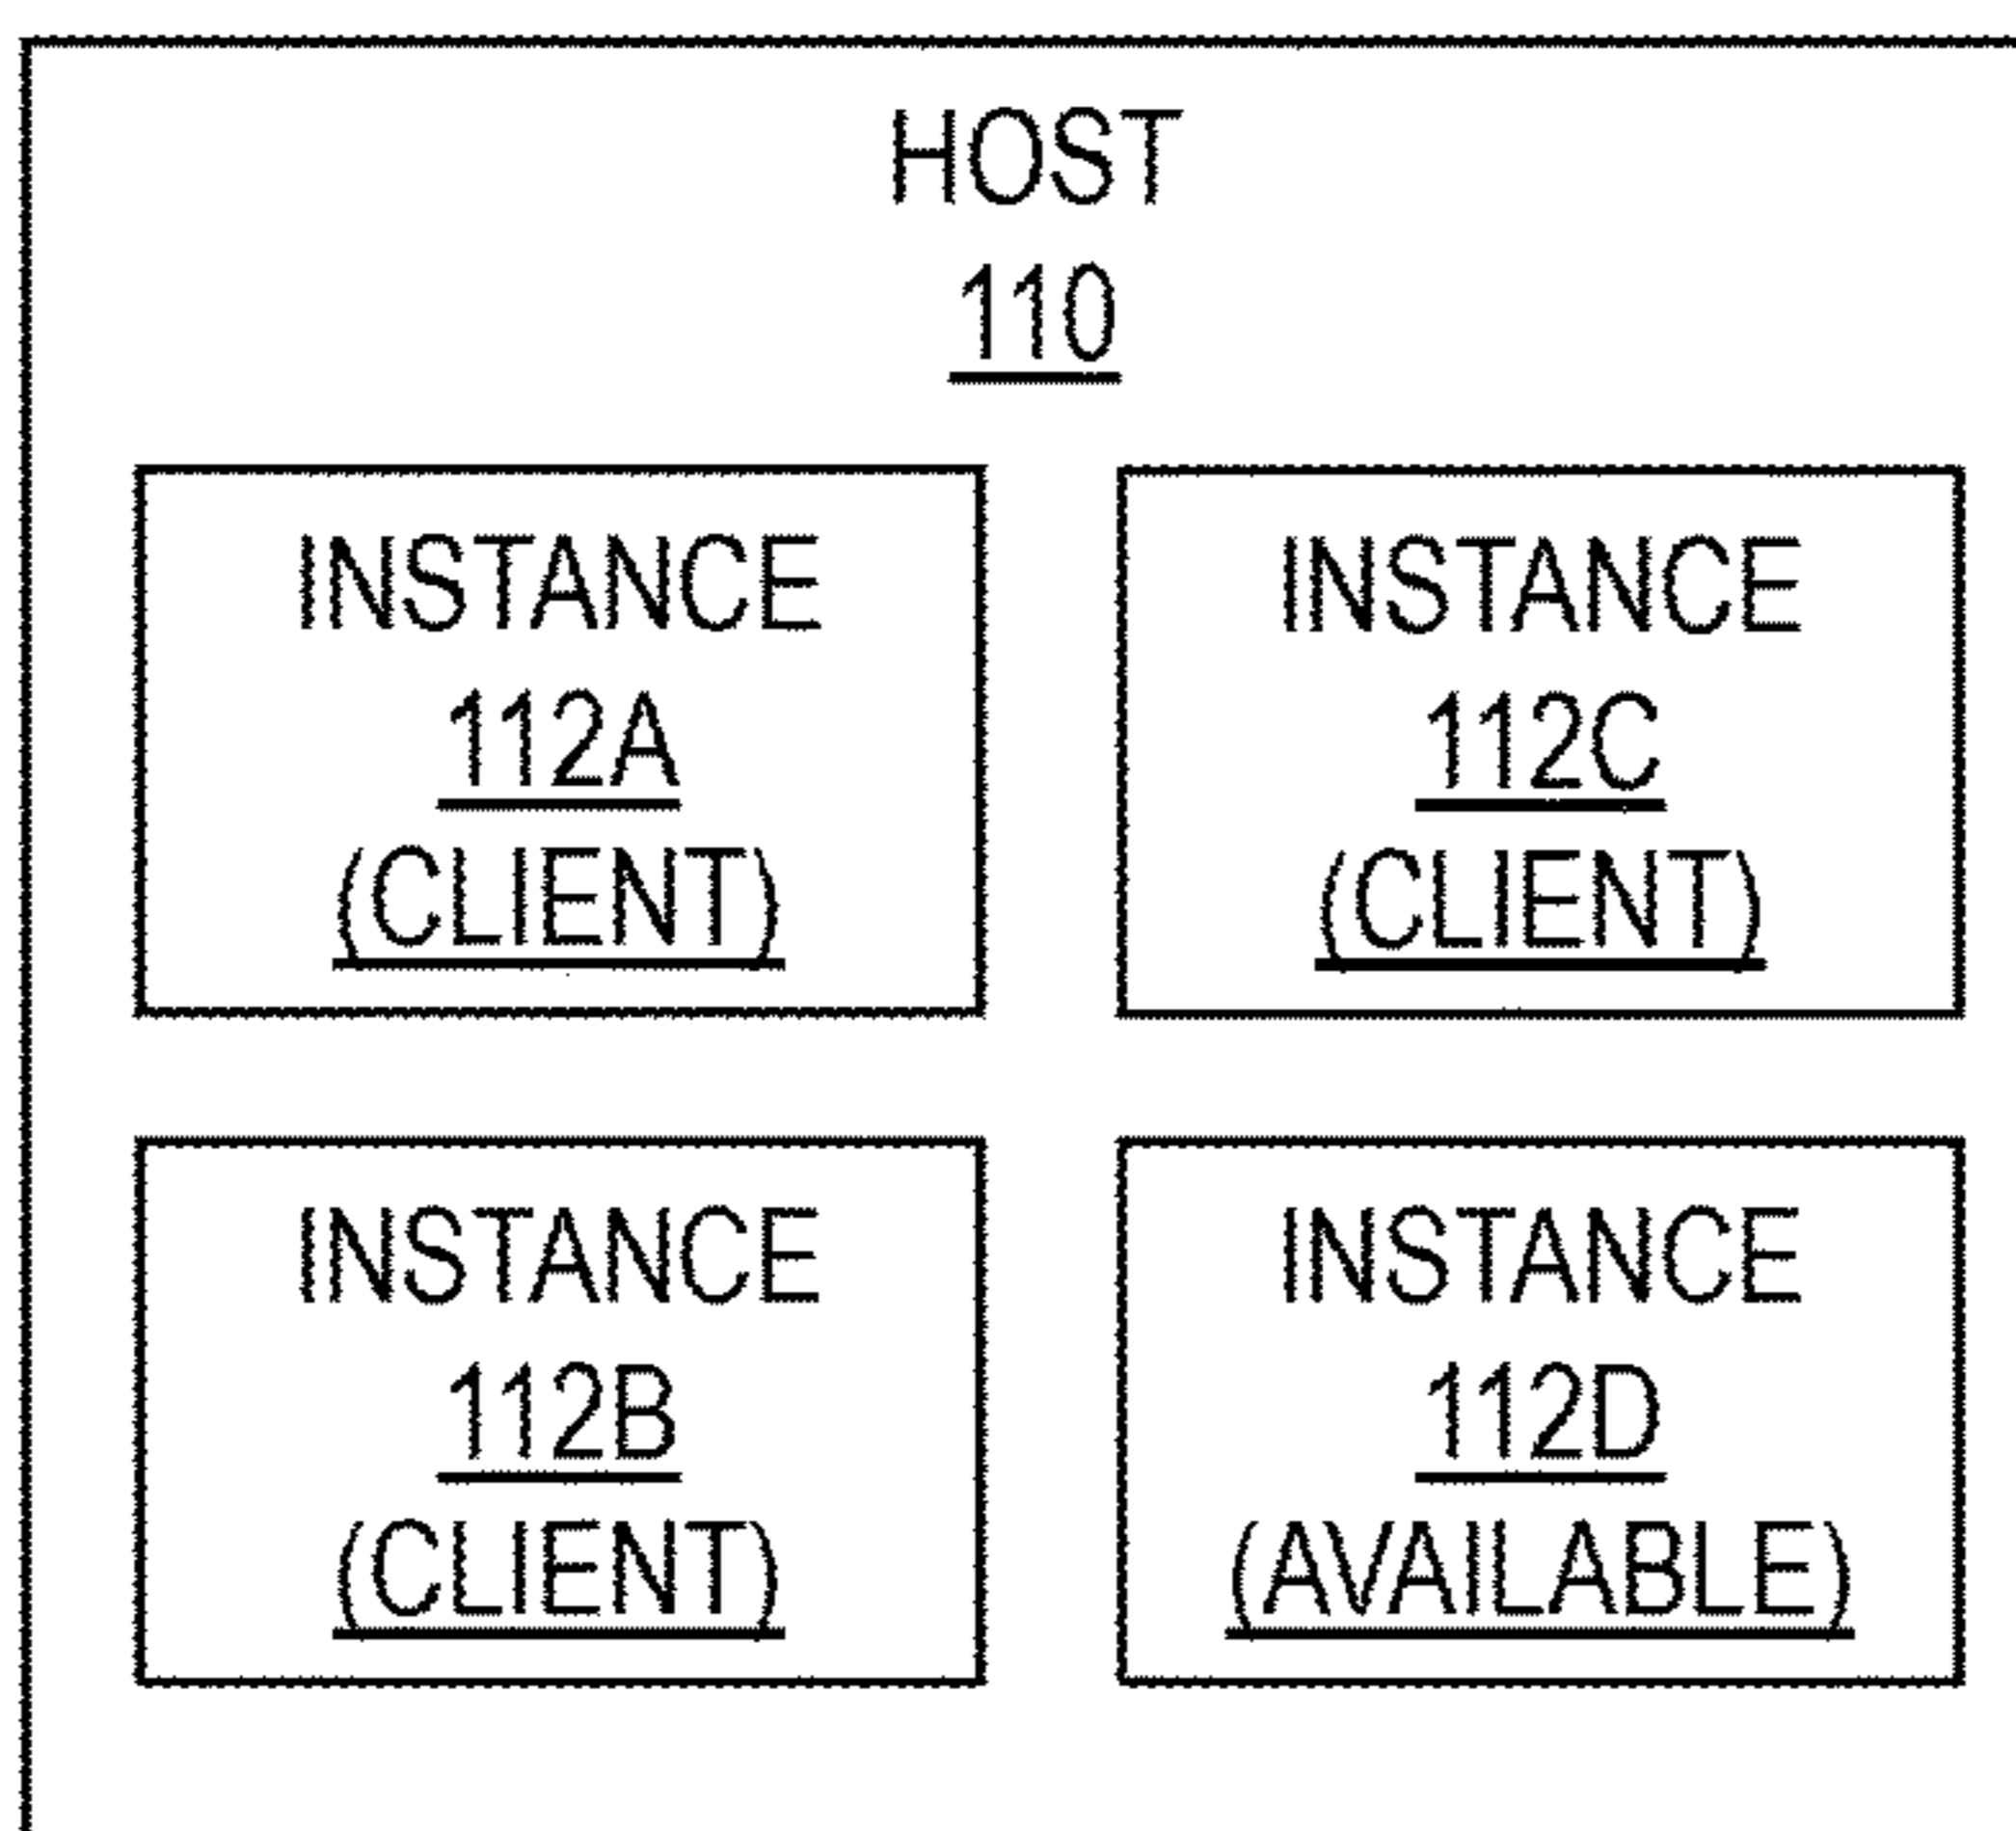 HOST
110
INSTANCE
112A
(CLIENT)
INSTANCE
112C
(CLIENT)
INSTANCE
112B
(CLIENT)
INSTANCE
112D
(AVAILABLE)